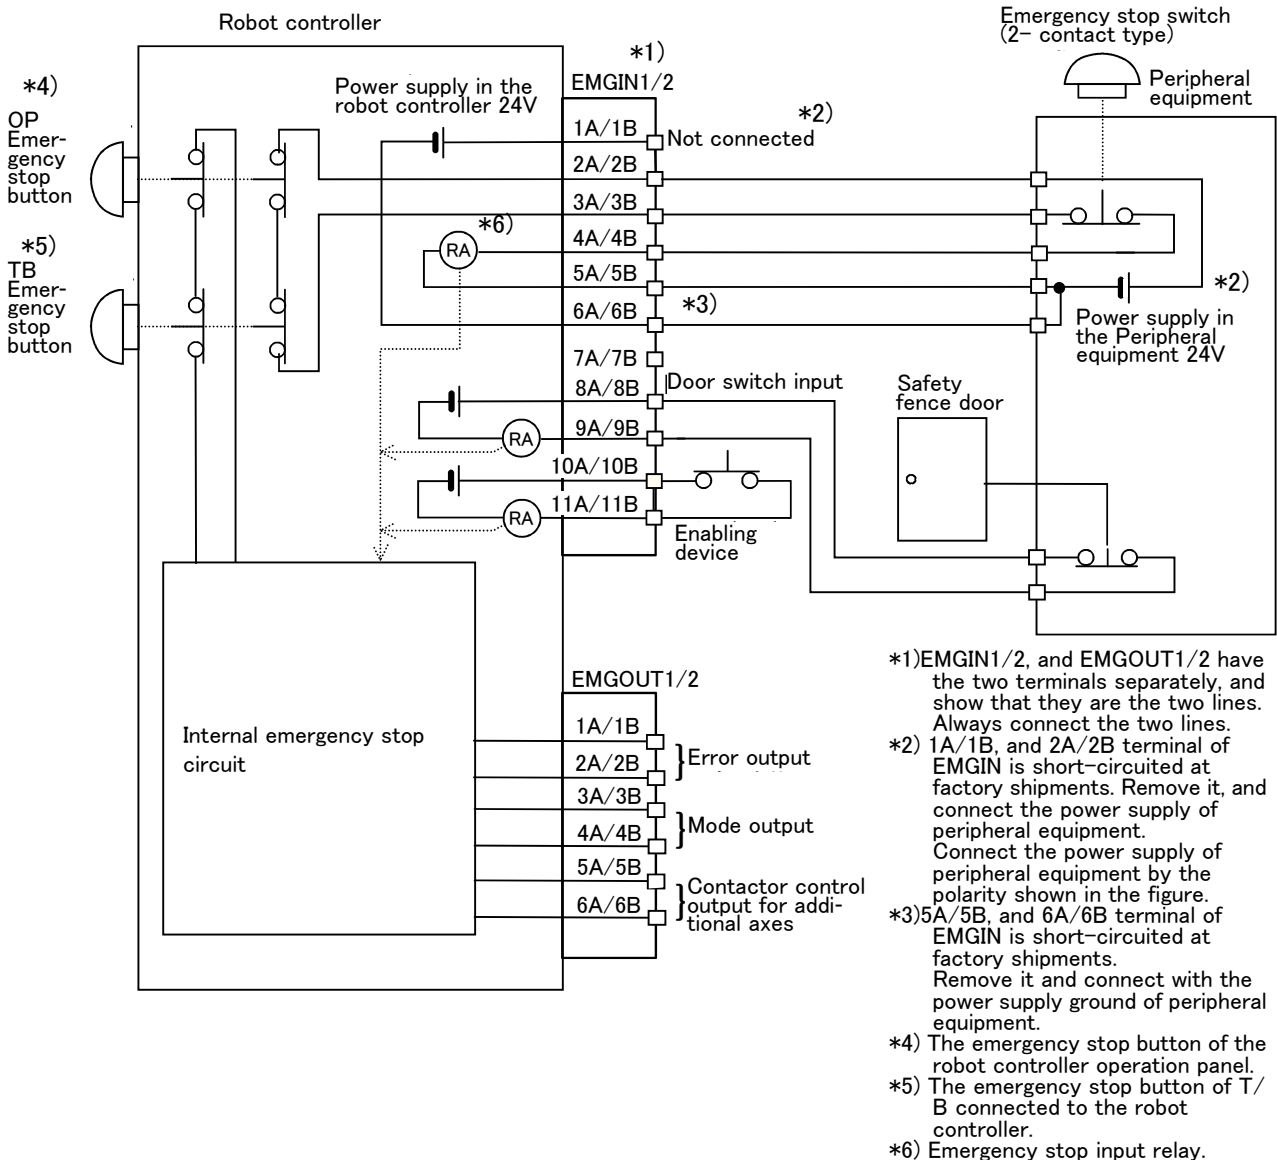 Robot controller
Emergency stop switch
(2- contact type)
*1)
*4)
Power supply in the
robot controller 24V
EMGIN1/2
Peripheral
equipment
OP
Emer-
gency
stop
button
1A/1B
Not connected
*2)
2A/2B
3A/3B
*6)
RA
4A/4B
*5)
TB
Emer-
gency
stop
button
5A/5B
*2)
6A/6B
*3)
Power supply in
the Peripheral
equipment 24V
7A/7B
8A/8B
Door switch input
Safety
fence door
RA
9A/9B
10A/10B
RA
11A/11B
Enabling
device
Internal emergency stop
circuit
EMGOUT1/2
1A/1B
2A/2B
Error output
3A/3B
4A/4B
Mode output
5A/5B
6A/6B
Contactor control
output for addi-
tional axes
*1)EMGIN1/2, and EMGOUT1/2 have
the two terminals separately, and
show that they are the two lines.
Always connect the two lines.
*2) 1A/1B, and 2A/2B terminal of
EMGIN is short-circuited at
factory shipments. Remove it, and
connect the power supply of
peripheral equipment.
Connect the power supply of
peripheral equipment by the
polarity shown in the figure.
*3)5A/5B, and 6A/6B terminal of
EMGIN is short-circuited at
factory shipments.
Remove it and connect with the
power supply ground of peripheral
equipment.
*4) The emergency stop button of the
robot controller operation panel.
*5) The emergency stop button of T/
B connected to the robot
controller.
*6) Emergency stop input relay.